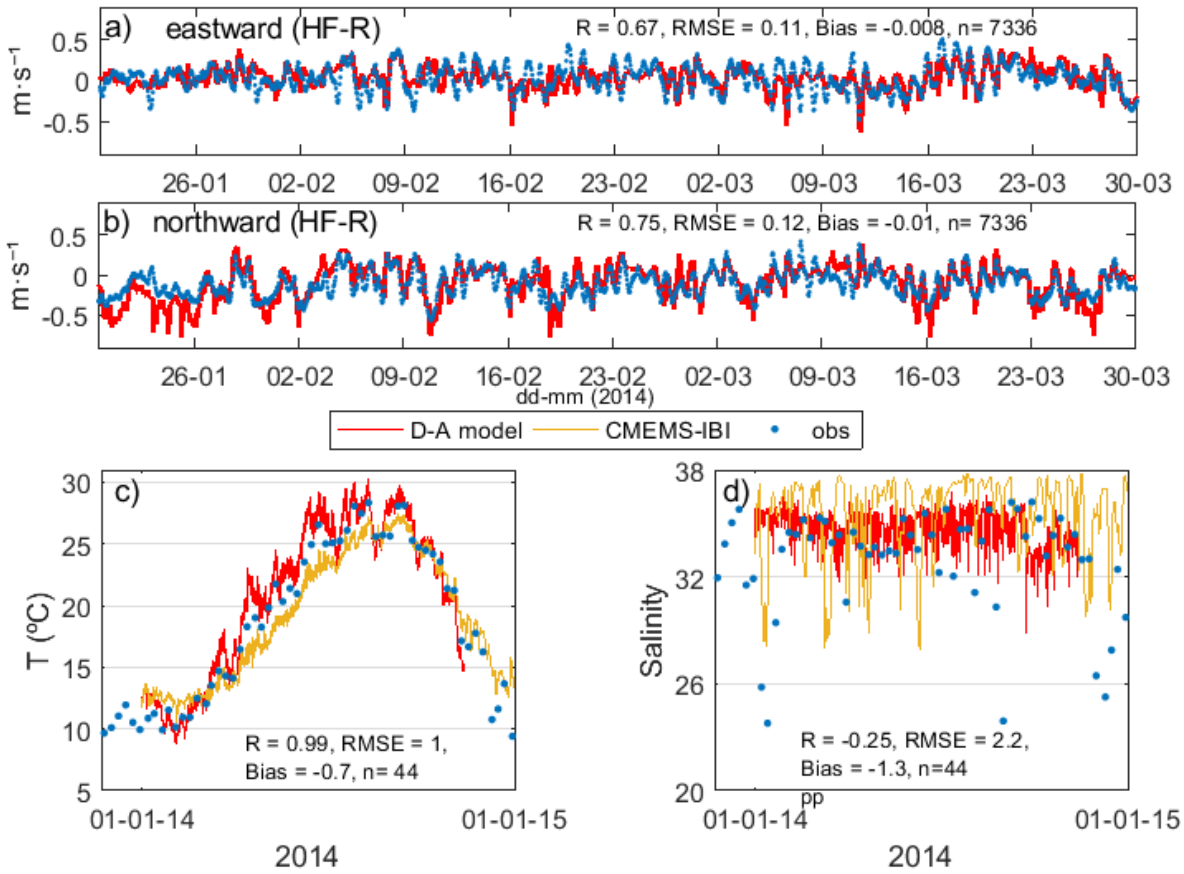 a) eastward (HF-R)
R = 0.67, RMSE = 0.11, Bias = -0.008, n= 7336
m·s⁻¹
0.5
0
-0.5
26-01 02-02 09-02 16-02 23-02 02-03 09-03 16-03 23-03 30-03
b) northward (HF-R)
R = 0.75, RMSE = 0.12, Bias = -0.01, n= 7336
m·s⁻¹
0.5
0
-0.5
26-01 02-02 09-02 16-02 23-02 02-03 09-03 16-03 23-03 30-03
dd-mm (2014)
D-A model CMEMS-IBI obs
c)
T (ºC)
30
25
20
15
10
5
R = 0.99, RMSE = 1,
Bias = -0.7, n= 44
01-01-14 01-01-15
2014
d)
Salinity
38
32
26
20
R = -0.25, RMSE = 2.2,
Bias = -1.3, n=44
pp
01-01-14 01-01-15
2014